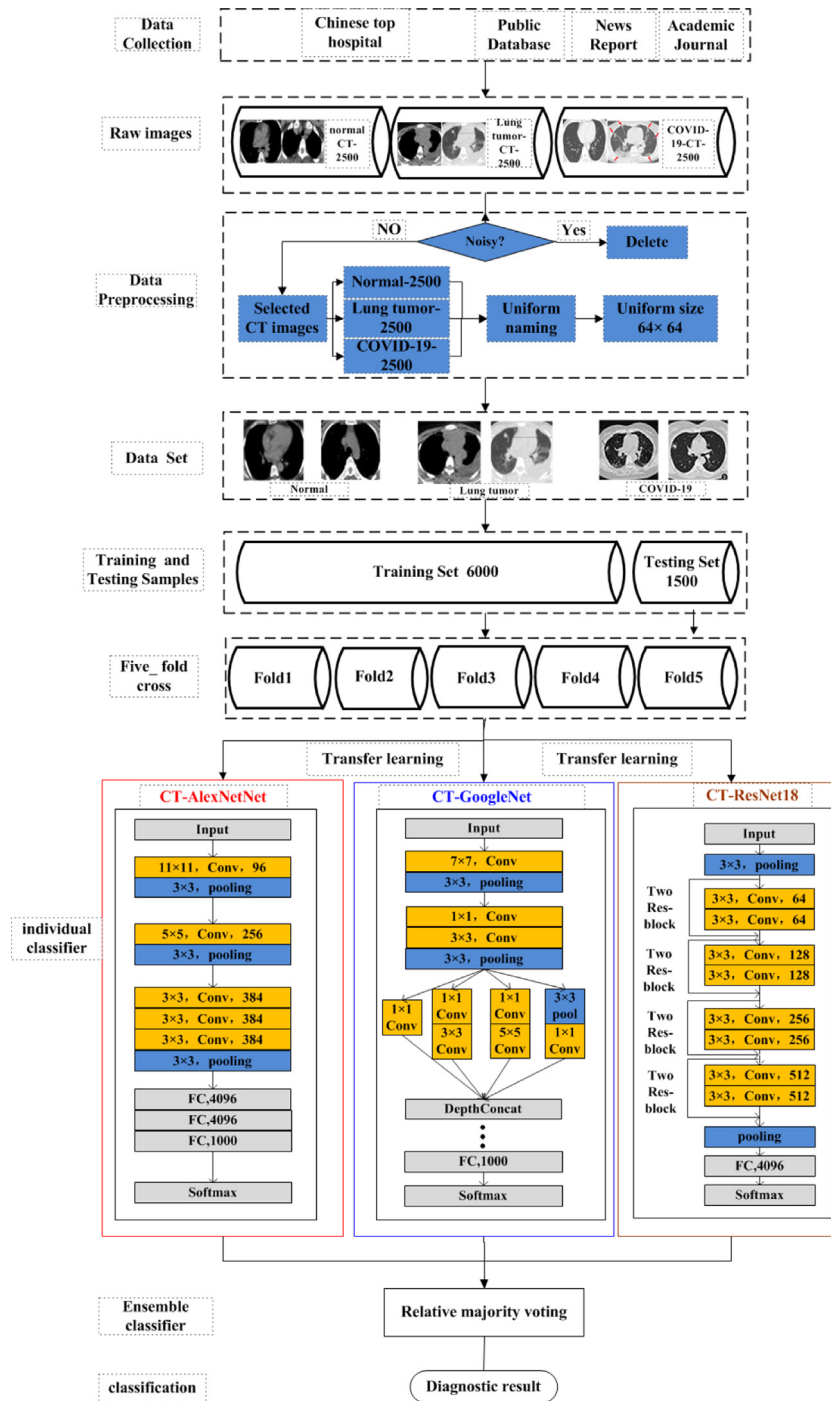 Data
Collection
Chinese top
hospital
Public
Database
News
Report
Academic
Journal
Raw images
normal
CT-
2500
Lung
tumor-
CT-
2500
COVID-
19-CT-
2500
Data
Preprocessing
NO
Noisy?
Yes
Delete
Selected
CT images
Normal-2500
Lung tumor-
2500
COVID-19-
2500
Uniform
naming
Uniform size
64× 64
Data Set
Normal
Lung tumor
COVID-19
Training and
Testing Samples
Training Set 6000
Testing Set
1500
Five_ fold
cross
Fold1
Fold2
Fold3
Fold4
Fold5
Transfer learning
Transfer learning
individual
classifier
CT-AlexNetNet
Input
11×11, Conv, 96
3×3, pooling
5×5, Conv, 256
3×3, pooling
3×3, Conv, 384
3×3, Conv, 384
3×3, Conv, 384
3×3, pooling
FC,4096
FC,4096
FC,1000
Softmax
CT-GoogleNet
Input
7×7, Conv
3×3, pooling
1×1, Conv
3×3, Conv
3×3, pooling
1×1
Conv
1×1
Conv
3×3
Conv
1×1
Conv
5×5
Conv
3×3
pool
1×1
Conv
DepthConcat
FC,1000
Softmax
CT-ResNet18
Input
3×3, pooling
Two
Res-
block
3×3, Conv, 64
3×3, Conv, 64
Two
Res-
block
3×3, Conv, 128
3×3, Conv, 128
Two
Res-
block
3×3, Conv, 256
3×3, Conv, 256
Two
Res-
block
3×3, Conv, 512
3×3, Conv, 512
pooling
FC,4096
Softmax
Ensemble
classifier
Relative majority voting
classification
Diagnostic result